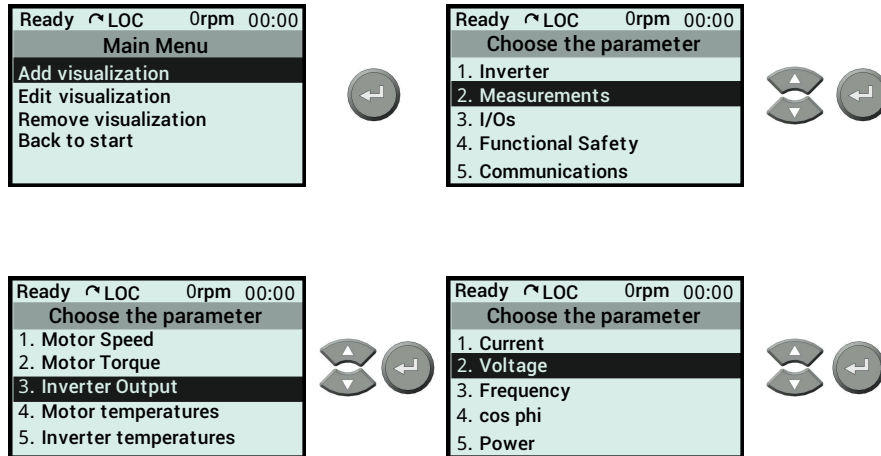 Ready LOC 0rpm 00:00
Main Menu
Add visualization
Edit visualization
Remove visualization
Back to start
Ready LOC 0rpm 00:00
Choose the parameter
1. Inverter
2. Measurements
3. I/Os
4. Functional Safety
5. Communications
Ready LOC 0rpm 00:00
Choose the parameter
1. Motor Speed
2. Motor Torque
3. Inverter Output
4. Motor temperatures
5. Inverter temperatures
Ready LOC 0rpm 00:00
Choose the parameter
1. Current
2. Voltage
3. Frequency
4. cos phi
5. Power